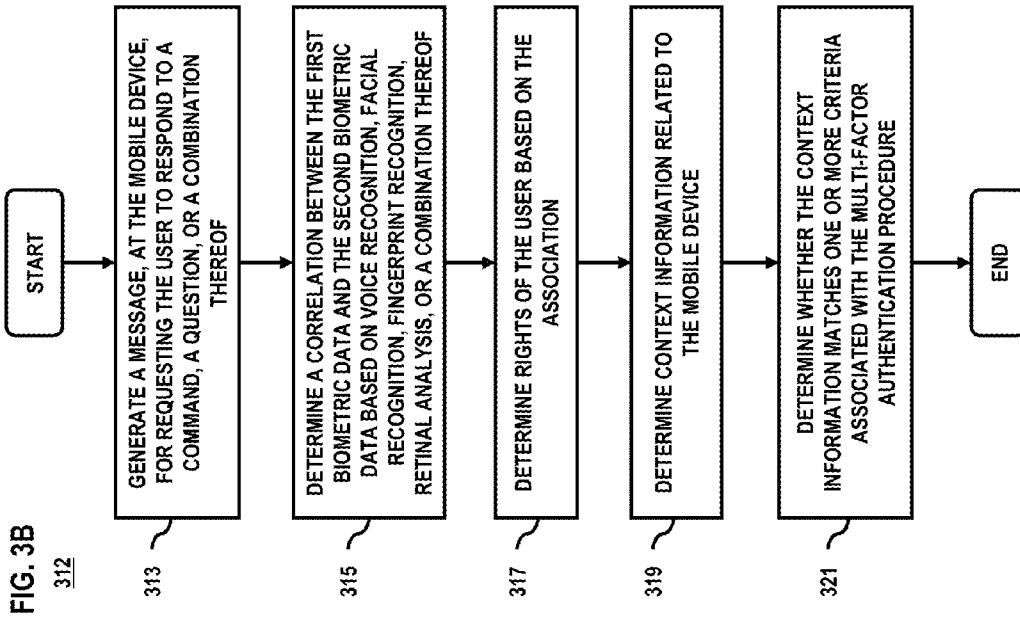 FIG. 3B
312
START
313
GENERATE A MESSAGE, AT THE MOBILE DEVICE,
FOR REQUESTING THE USER TO RESPOND TO A
COMMAND, A QUESTION, OR A COMBINATION
THEREOF
315
DETERMINE A CORRELATION BETWEEN THE FIRST
BIOMETRIC DATA AND THE SECOND BIOMETRIC
DATA BASED ON VOICE RECOGNITION, FACIAL
RECOGNITION, FINGERPRINT RECOGNITION,
RETINAL ANALYSIS, OR A COMBINATION THEREOF
317
DETERMINE RIGHTS OF THE USER BASED ON THE
ASSOCIATION
319
DETERMINE CONTEXT INFORMATION RELATED TO
THE MOBILE DEVICE
321
DETERMINE WHETHER THE CONTEXT
INFORMATION MATCHES ONE OR MORE CRITERIA
ASSOCIATED WITH THE MULTI-FACTOR
AUTHENTICATION PROCEDURE
END